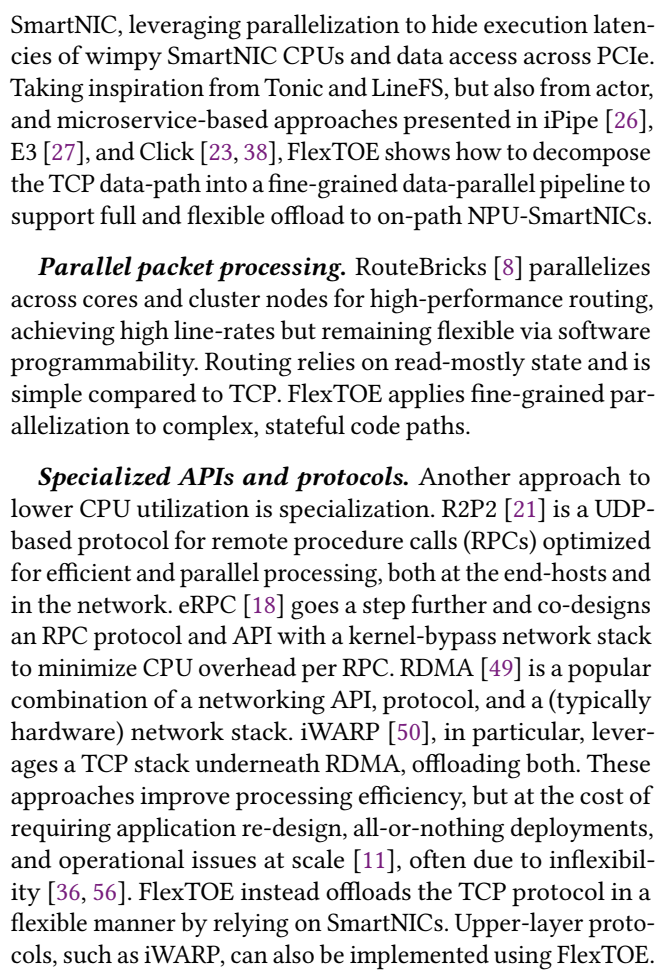 SmartNIC, leveraging parallelization to hide execution laten-
cies of wimpy SmartNIC CPUs and data access across PCIe.
Taking inspiration from Tonic and LineFS, but also from actor,
and microservice-based approaches presented in iPipe [26],
E3 [27], and Click [23, 38], FlexTOE shows how to decompose
the TCP data-path into a fine-grained data-parallel pipeline to
support full and flexible offload to on-path NPU-SmartNICs.
Parallel packet processing. RouteBricks [8] parallelizes
across cores and cluster nodes for high-performance routing,
achieving high line-rates but remaining flexible via software
programmability. Routing relies on read-mostly state and is
simple compared to TCP. FlexTOE applies fine-grained par-
allelization to complex, stateful code paths.
Specialized APIs and protocols. Another approach to
lower CPU utilization is specialization. R2P2 [21] is a UDP-
based protocol for remote procedure calls (RPCs) optimized
for efficient and parallel processing, both at the end-hosts and
in the network. eRPC [18] goes a step further and co-designs
an RPC protocol and API with a kernel-bypass network stack
to minimize CPU overhead per RPC. RDMA [49] is a popular
combination of a networking API, protocol, and a (typically
hardware) network stack. iWARP [50], in particular, lever-
ages a TCP stack underneath RDMA, offloading both. These
approaches improve processing efficiency, but at the cost of
requiring application re-design, all-or-nothing deployments,
and operational issues at scale [11], often due to inflexibil-
ity [36, 56]. FlexTOE instead offloads the TCP protocol in a
flexible manner by relying on SmartNICs. Upper-layer proto-
cols, such as iWARP, can also be implemented using FlexTOE.